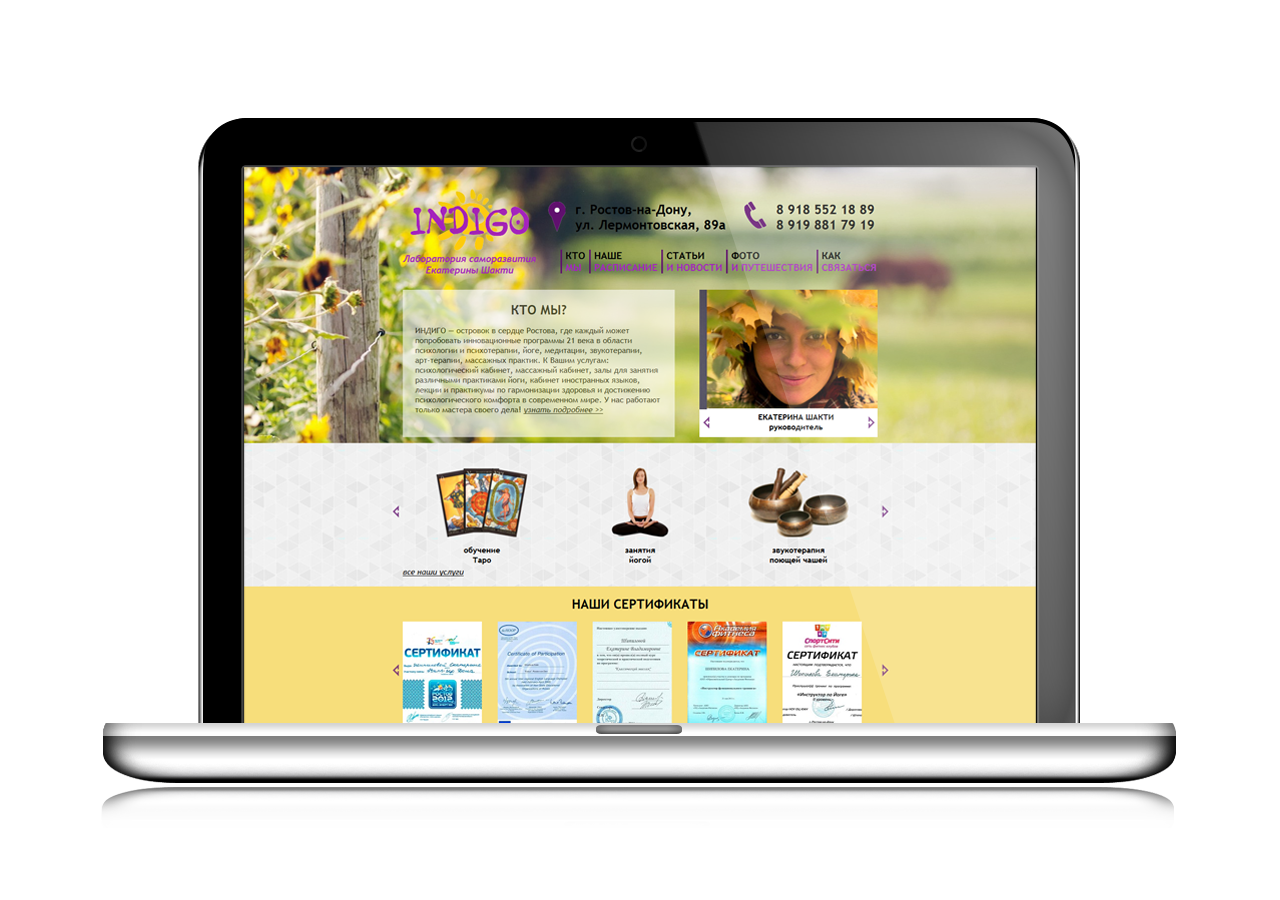 INDIGO
Лаборатория саморазвития
Екатерины Шакти
г. Ростов-на-Дону,
ул. Лермонтовская, 89а
8 918 552 18 89
8 919 881 79 19
КТО
МЫ
НАШЕ
РАСПИСАНИЕ
СТАТЬИ
И НОВОСТИ
ФОТО
И ПУТЕШЕСТВИЯ
КАК
СВЯЗАТЬСЯ
КТО МЫ?
ИНДИГО — островок в сердце Ростова, где каждый может
попробовать инновационные программы 21 века в области
психологии и психотерапии, йоге, медитации, звукотерапии,
арт-терапии, массажных практик. К Вашим услугам:
психологический кабинет, массажный кабинет, залы для занятия
различными практиками йоги, кабинет иностранных языков,
лекции и практикумы по гармонизации здоровья и достижению
психологического комфорта в современном мире. У нас работают
только мастера своего дела! узнать подробнее >>
ЕКАТЕРИНА ШАКТИ
руководитель
обучение
Таро
занятия
йогой
звукотерапия
поющей чашей
все наши услуги
НАШИ СЕРТИФИКАТЫ
СЕРТИФИКАТ
Certificate of Participation
Академия
фитнеса
СЕРТИФИКАТ
СпортСити
СЕРТИФИКАТ
«Инструктор по Йоге»